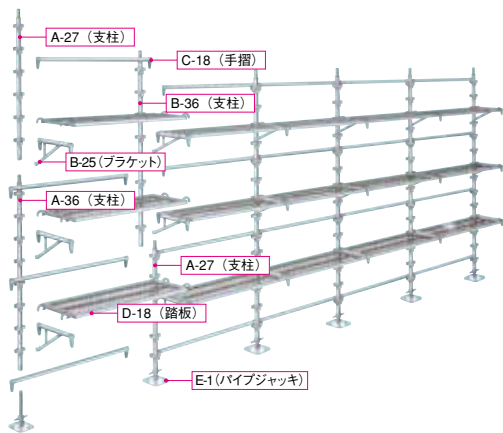 A-27（支柱）
C-18（手摺）
B-36（支柱）
B-25（ブラケット）
A-36（支柱）
A-27（支柱）
D-18（踏板）
E-1（パイプジャッキ）